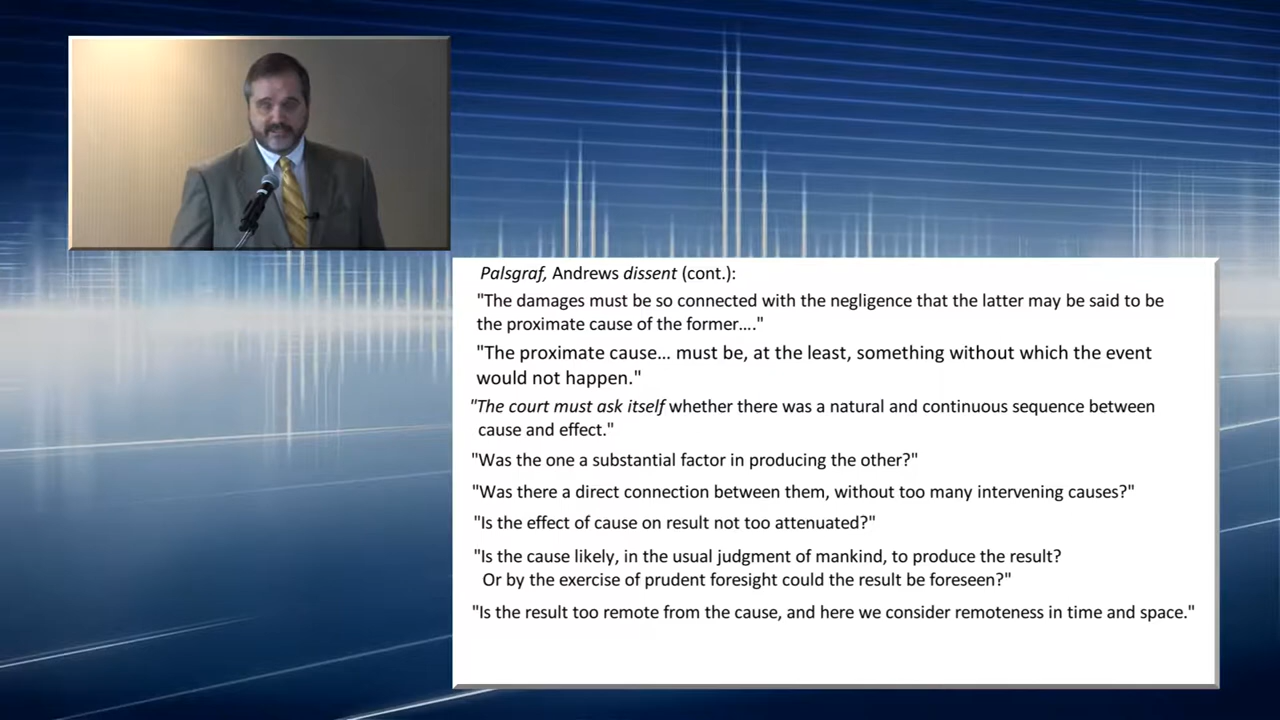 Palsgraf, Andrews dissent (cont.):
"The damages must be so connected with the negligence that the latter may be said to be
the proximate cause of the former…."
"The proximate cause… must be, at the least, something without which the event
would not happen."
"The court must ask itself whether there was a natural and continuous sequence between
cause and effect."
"Was the one a substantial factor in producing the other?"
"Was there a direct connection between them, without too many intervening causes?"
"Is the effect of cause on result not too attenuated?"
"Is the cause likely, in the usual judgment of mankind, to produce the result?
Or by the exercise of prudent foresight could the result be foreseen?"
"Is the result too remote from the cause, and here we consider remoteness in time and space."